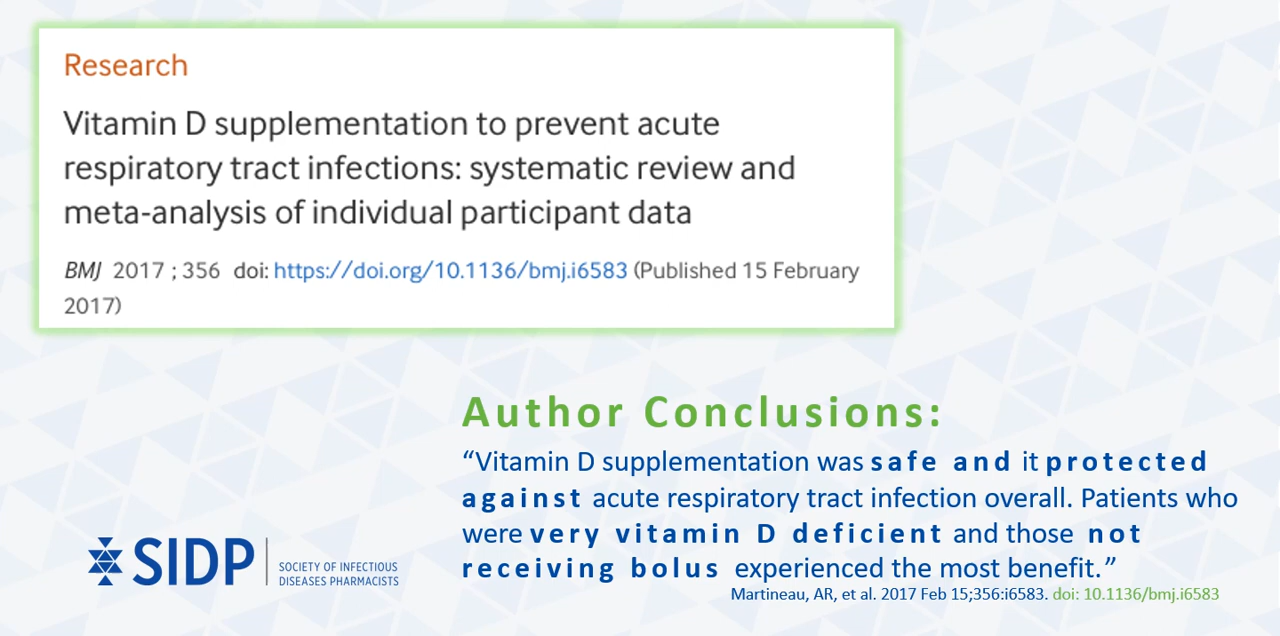 Research
Vitamin D supplementation to prevent acute
respiratory tract infections: systematic review and
meta-analysis of individual participant data
BMJ 2017 ; 356 doi: https://doi.org/10.1136/bmj.i6583 (Published 15 February
2017)
Author Conclusions:
“Vitamin D supplementation was safe and it protected
against acute respiratory tract infection overall. Patients who
were very vitamin D deficient and those not
receiving bolus experienced the most benefit.”
Martineau, AR, et al. 2017 Feb 15;356:i6583. doi: 10.1136/bmj.i6583
SIDP
SOCIETY OF INFECTIOUS
DISEASES PHARMACISTS